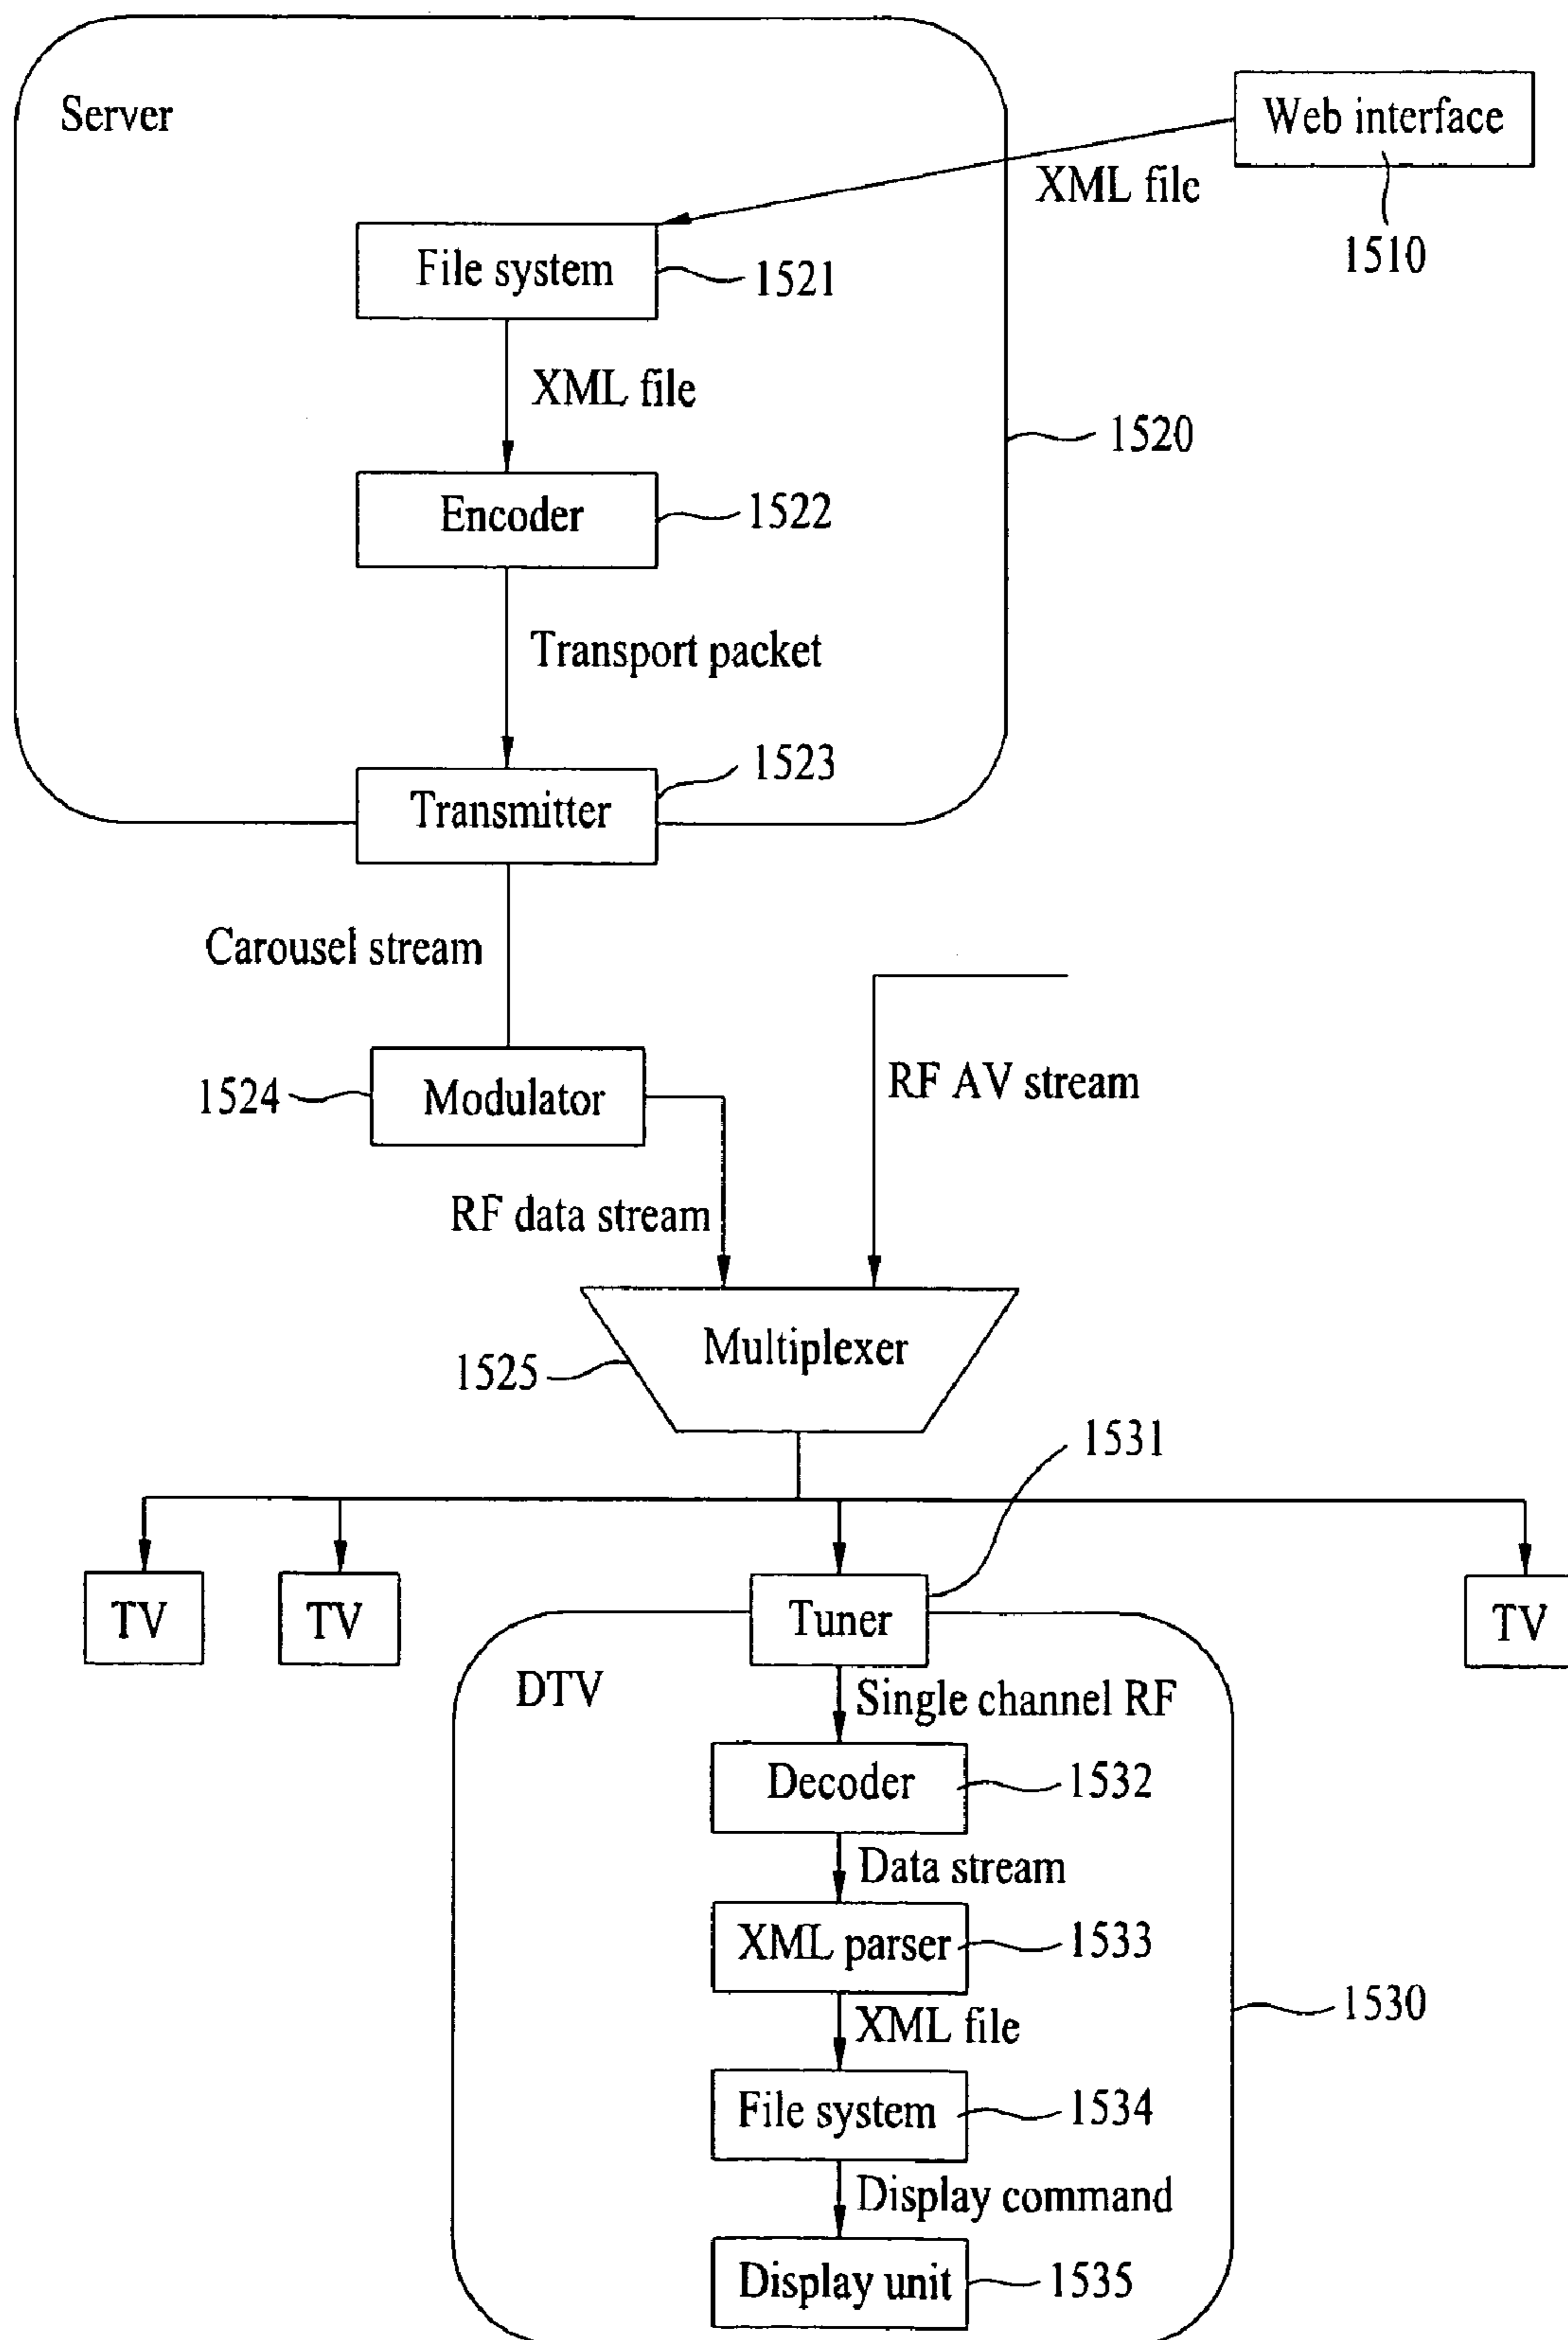 Server
Web interface
XML file
1510
File system
1521
XML file
1520
Encoder
1522
Transport packet
1523
Transmitter
Carousel stream
RF AV stream
1524
Modulator
RF data stream
Multiplexer
1525
1531
TV
TV
Tuner
TV
DTV
Single channel RF
Decoder
1532
Data stream
XML parser
1533
1530
XML file
File system
1534
Display command
Display unit
1535